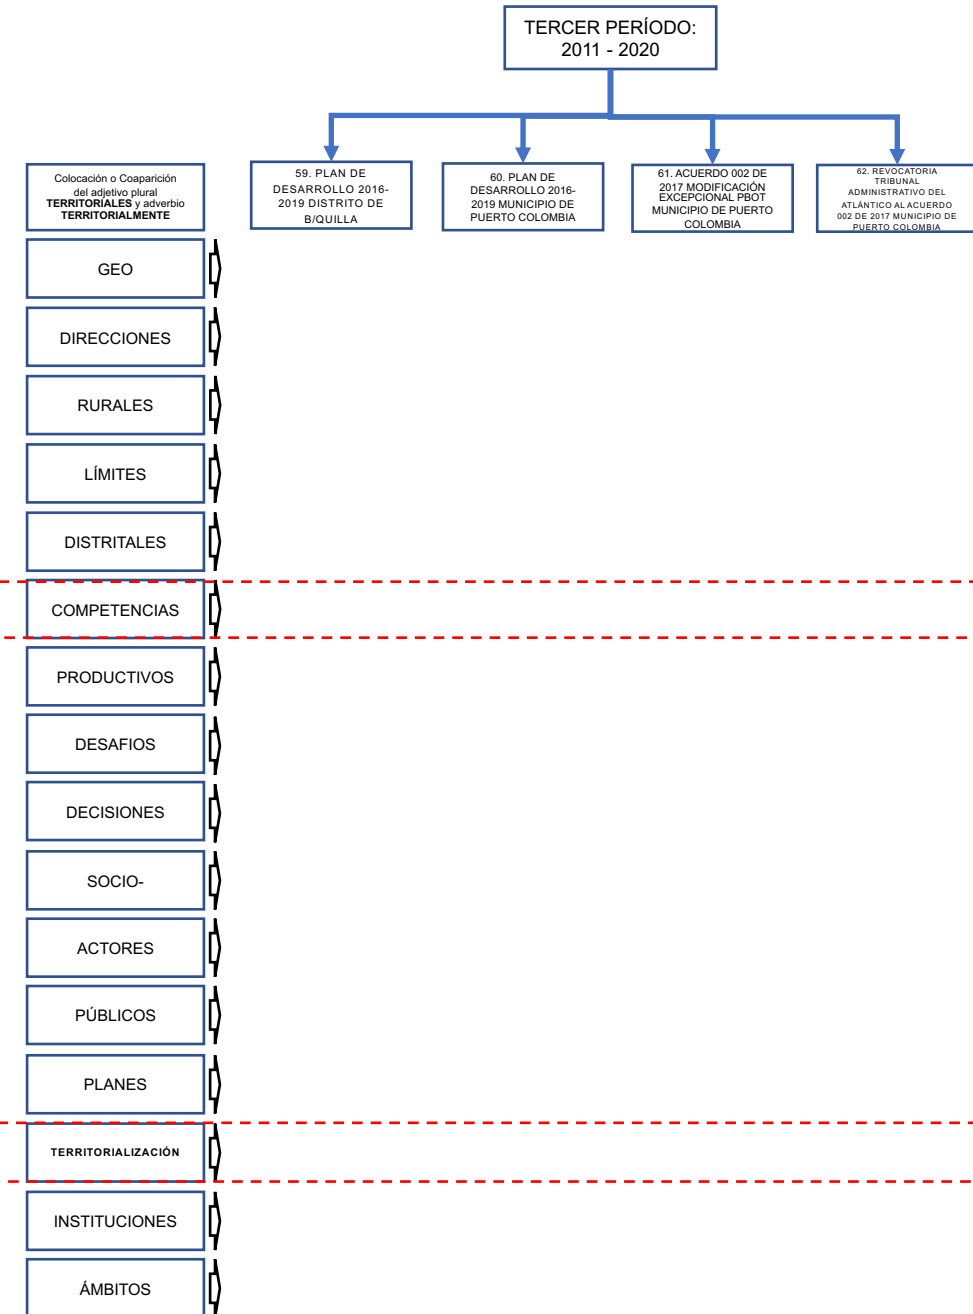 TERCER PERÍODO:
2011 - 2020
59. PLAN DE
DESARROLLO 2016-
2019 DISTRITO DE
B/QUILLA
60. PLAN DE
DESARROLLO 2016-
2019 MUNICIPIO DE
PUERTO COLOMBIA
61. ACUERDO 002 DE
2017 MODIFICACIÓN
EXCEPCIONAL PBOT
MUNICIPIO DE PUERTO
COLOMBIA
62. REVOCATORIA
TRIBUNAL
ADMINISTRATIVO DEL
ATLÁNTICO AL ACUERDO
002 DE 2017 MUNICIPIO DE
PUERTO COLOMBIA
Colocación o Coaparición
del adjetivo plural
TERRITORIALES y adverbio
TERRITORIALMENTE
GEO
DIRECCIONES
RURALES
LÍMITES
DISTRITALES
COMPETENCIAS
PRODUCTIVOS
DESAFIOS
DECISIONES
SOCIO-
ACTORES
PÚBLICOS
PLANES
TERRITORIALIZACIÓN
INSTITUCIONES
ÁMBITOS